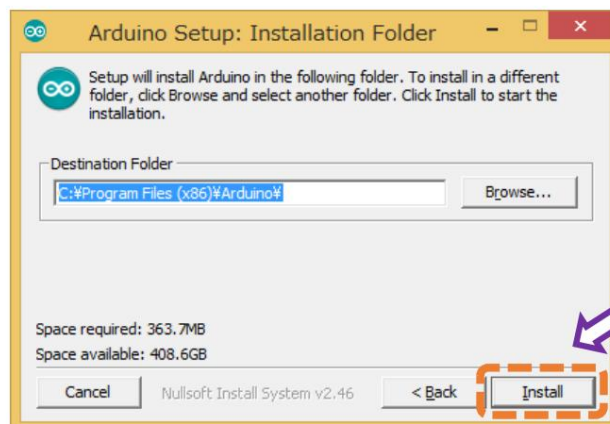 Arduino Setup: Installation Folder
Setup will install Arduino in the following folder. To install in a different
folder, click Browse and select another folder. Click Install to start the
installation.
Destination Folder
C:¥Program Files (x86)¥Arduino¥
Browse...
Space required: 363.7MB
Space available: 408.6GB
Cancel
Nullsoft Install System v2.46
< Back
Install